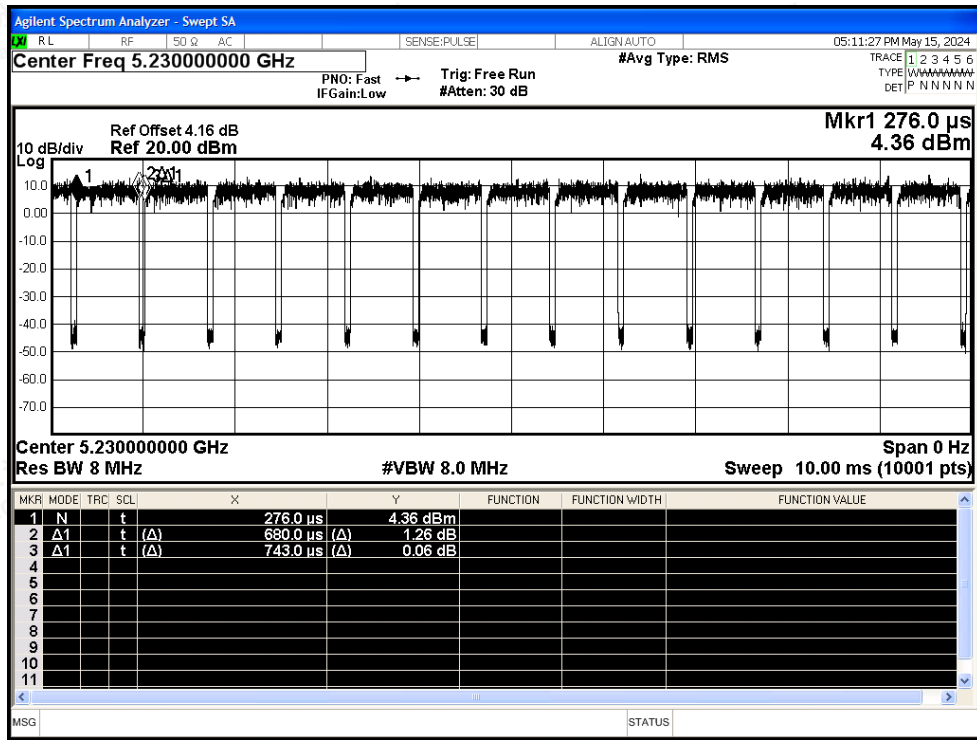 Agilent Spectrum Analyzer - Swept SA
LXI RL RF 50 Ω AC SENSE:PULSE ALIGN AUTO 05:11:27 PM May 15, 2024
Center Freq 5.230000000 GHz
#Avg Type: RMS
TRACE 1 2 3 4 5 6
TYPE
DET P N N N N N
PNO: Fast
IFGain:Low
Trig: Free Run
#Atten: 30 dB
Mkr1 276.0 µs
4.36 dBm
Ref Offset 4.16 dB
10 dB/div Ref 20.00 dBm
Log
10.0
0.00
-10.0
-20.0
-30.0
-40.0
-50.0
-60.0
-70.0
1
Center 5.230000000 GHz Span 0 Hz
Res BW 8 MHz #VBW 8.0 MHz Sweep 10.00 ms (10001 pts)
MKR MODE TRC SCL X Y FUNCTION FUNCTION WIDTH FUNCTION VALUE
1 N t 276.0 µs 4.36 dBm
2 Δ1 t (Δ) 680.0 µs (Δ) 1.26 dB
3 Δ1 t (Δ) 743.0 µs (Δ) 0.06 dB
4
5
6
7
8
9
10
11
MSG STATUS